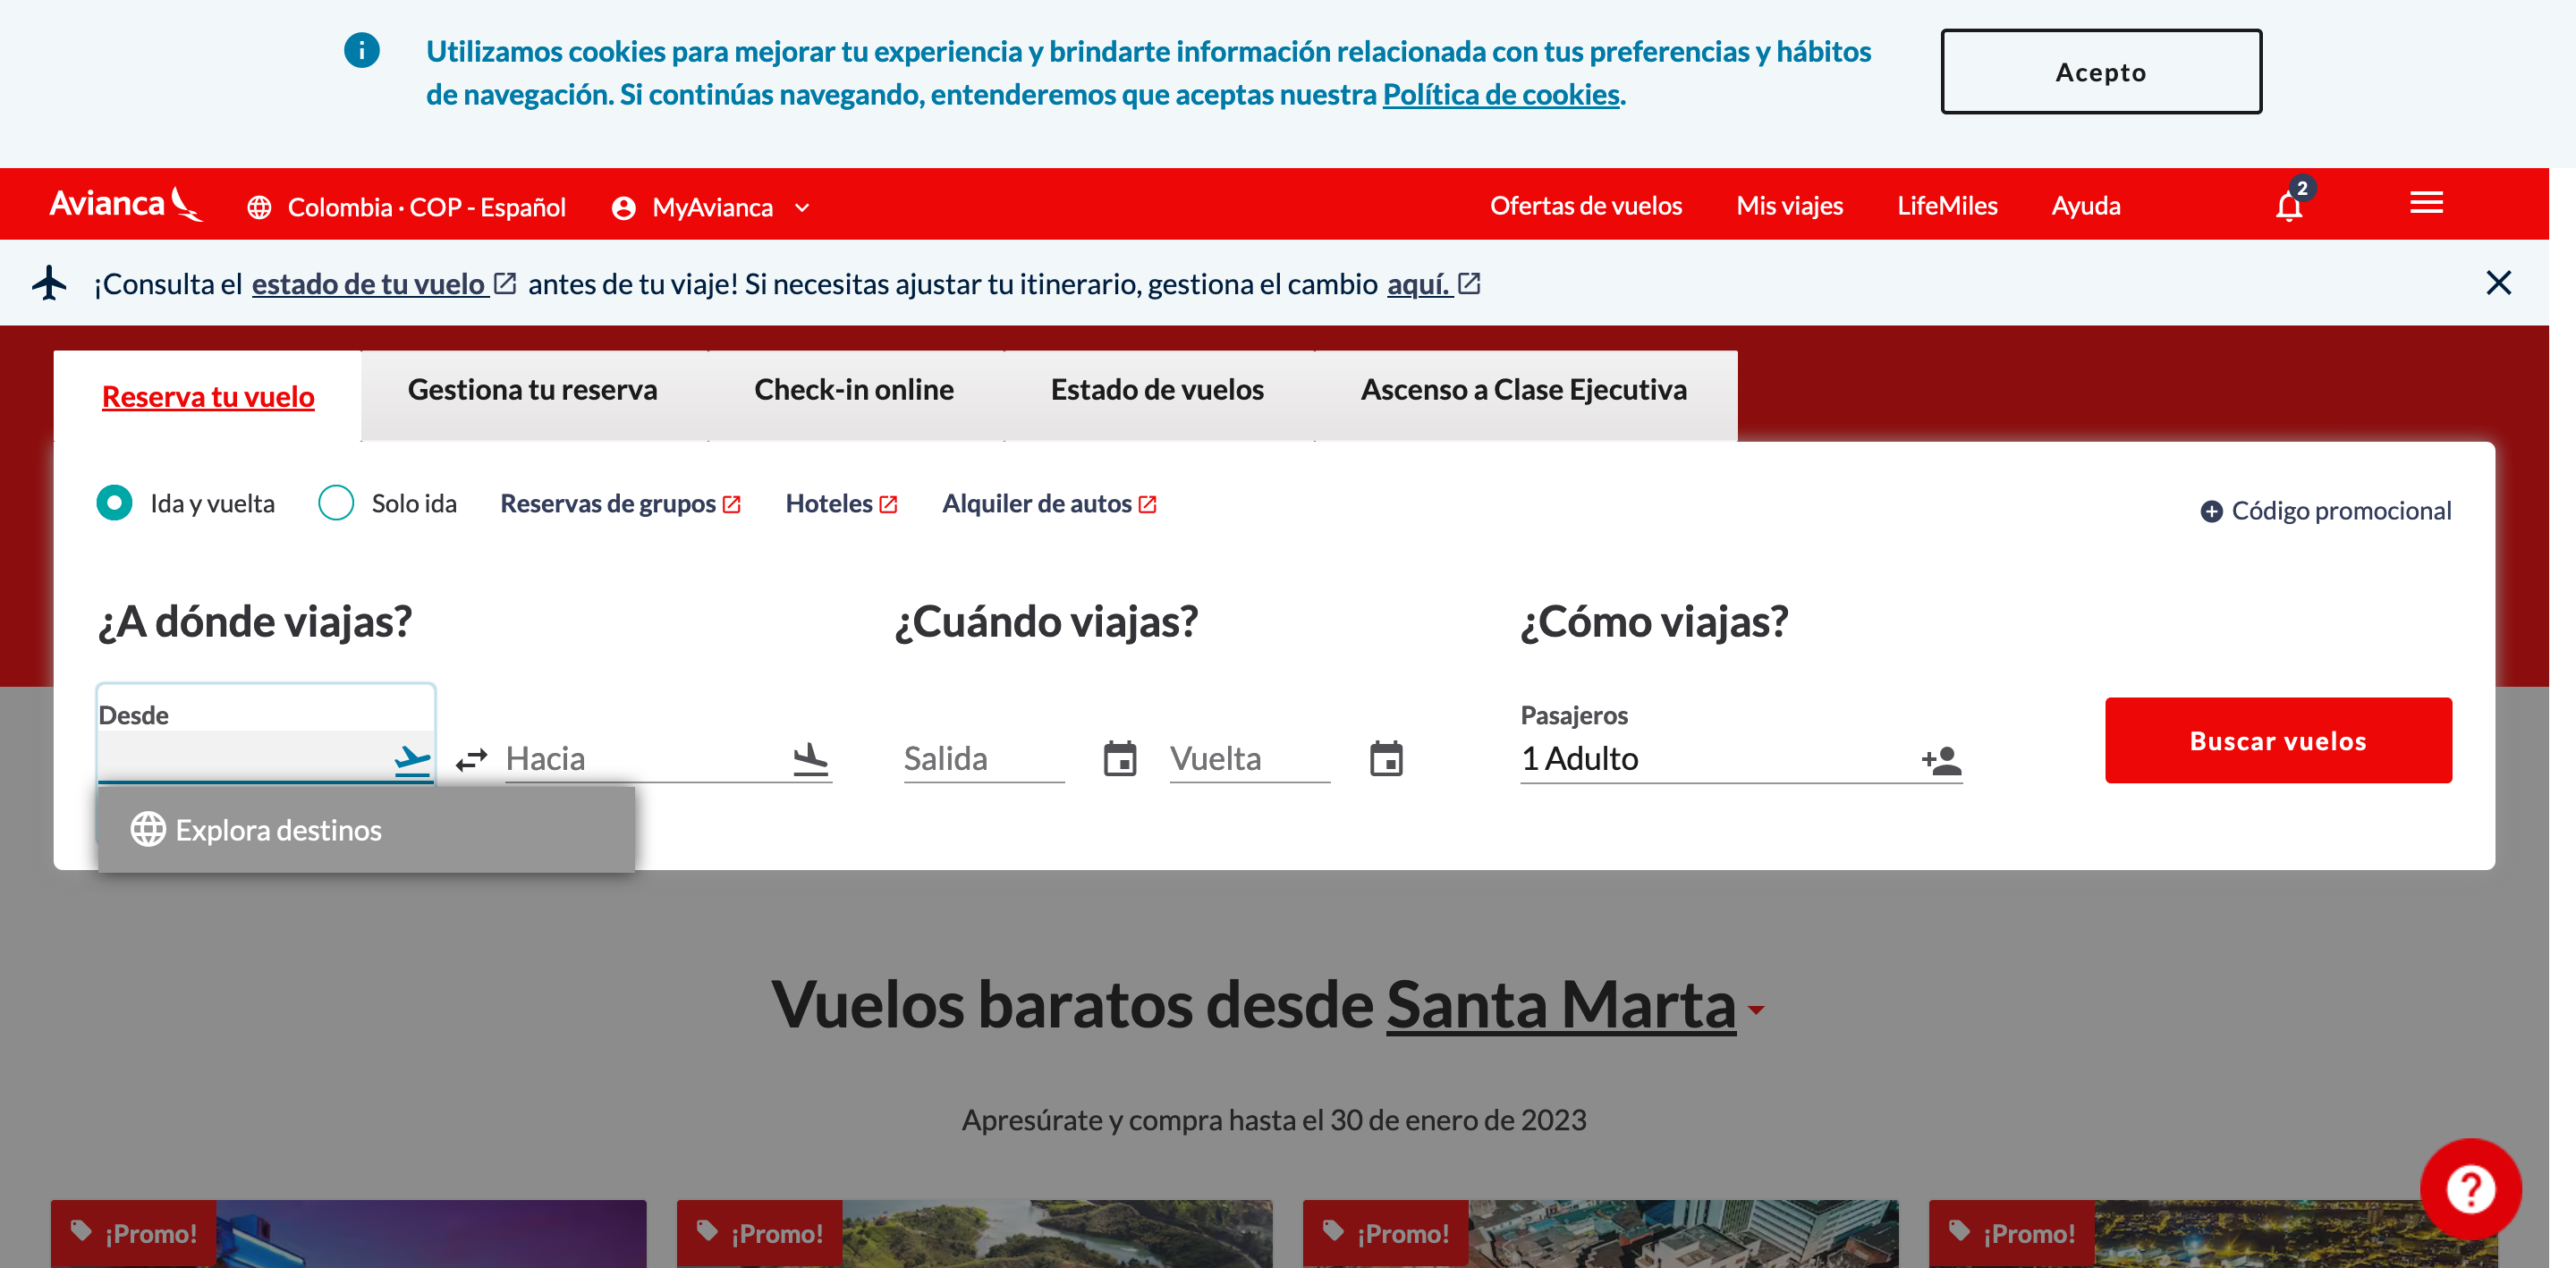 Utilizamos cookies para mejorar tu experiencia y brindarte información relacionada con tus preferencias y hábitos
de navegación. Si continúas navegando, entenderemos que aceptas nuestra Política de cookies.
Acepto
Avianca
Colombia · COP - Español
MyAvianca
Ofertas de vuelos
Mis viajes
LifeMiles
Ayuda
2
¡Consulta el estado de tu vuelo antes de tu viaje! Si necesitas ajustar tu itinerario, gestiona el cambio aquí.
Reserva tu vuelo
Gestiona tu reserva
Check-in online
Estado de vuelos
Ascenso a Clase Ejecutiva
Ida y vuelta
Solo ida
Reservas de grupos
Hoteles
Alquiler de autos
Código promocional
¿A dónde viajas?
¿Cuándo viajas?
¿Cómo viajas?
Desde
Hacia
Salida
Vuelta
Pasajeros
1 Adulto
Buscar vuelos
Explora destinos
Vuelos baratos desde Santa Marta
Apresúrate y compra hasta el 30 de enero de 2023
¡Promo!
¡Promo!
¡Promo!
¡Promo!